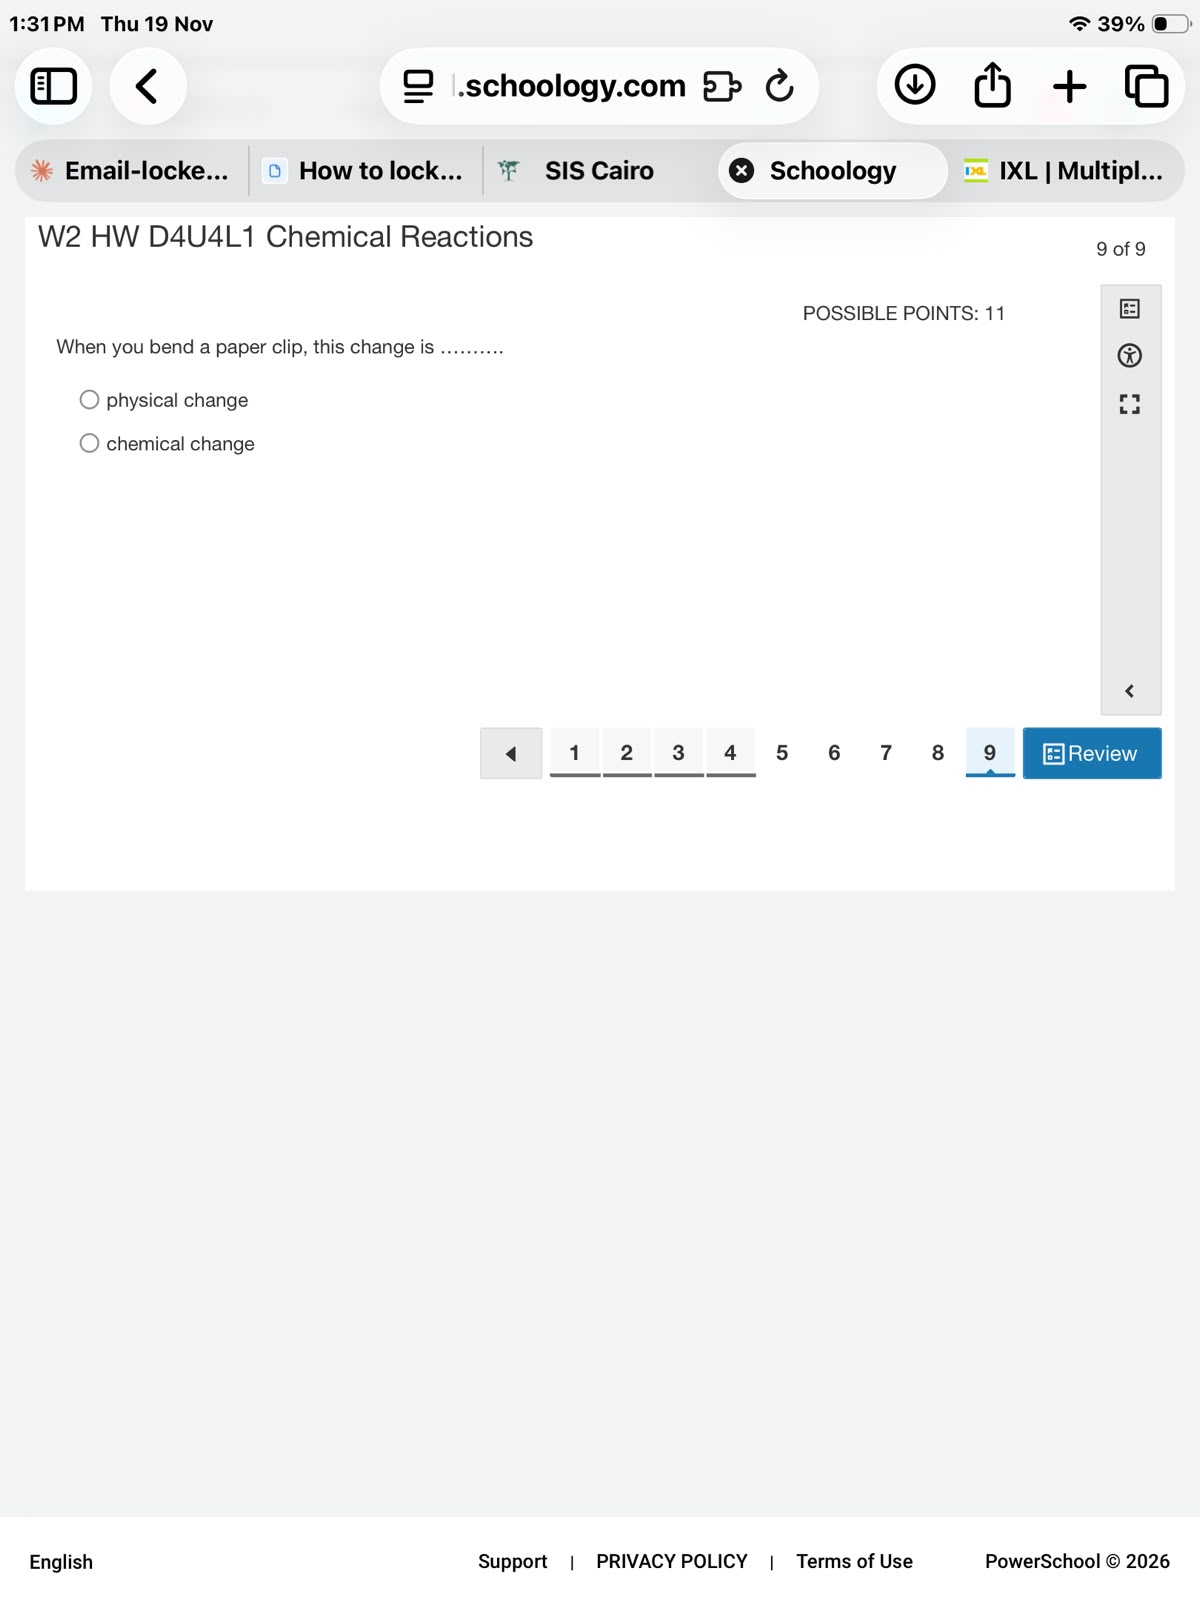 1:31 PM Thu 19 Nov
39%
.schoology.com
Email-locke...
How to lock...
SIS Cairo
Schoology
IXL | Multipl...
W2 HW D4U4L1 Chemical Reactions
9 of 9
POSSIBLE POINTS: 11
When you bend a paper clip, this change is ..........
physical change
chemical change
1 2 3 4 5 6 7 8 9 Review
English
Support | PRIVACY POLICY | Terms of Use
PowerSchool © 2026